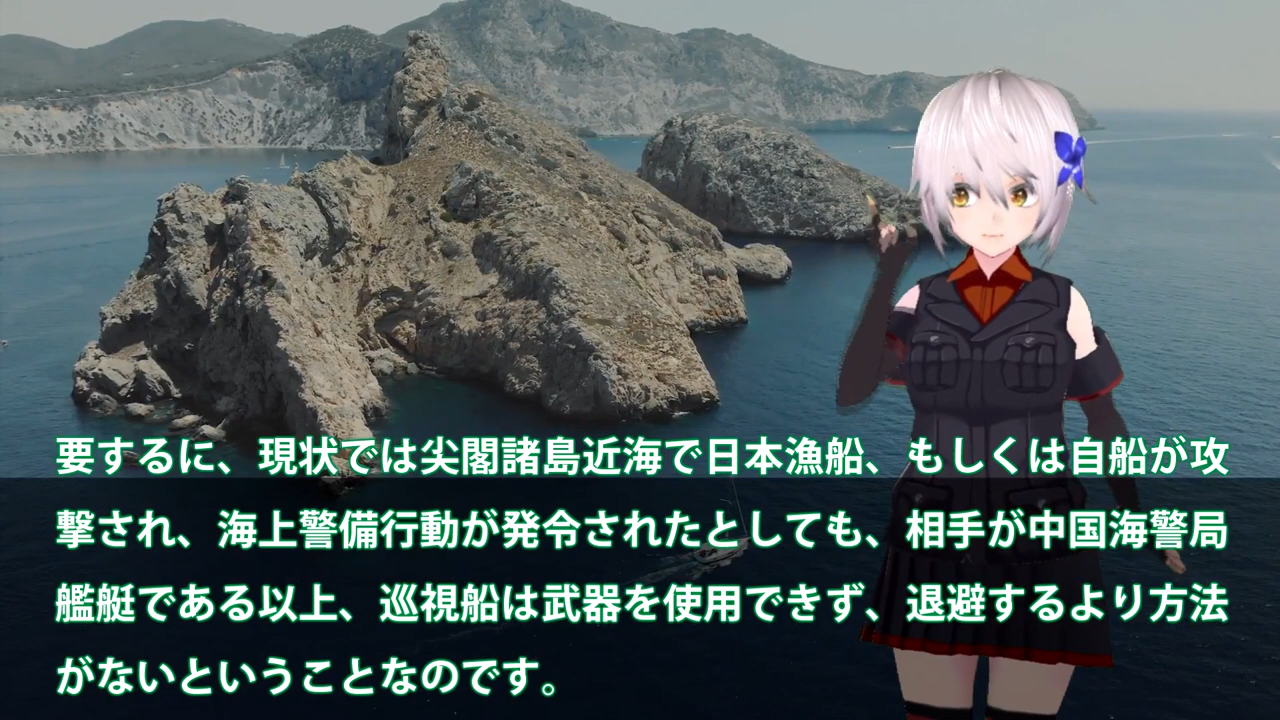 要するに、現状では尖閣諸島近海で日本漁船、もしくは自船が攻
撃され、海上警備行動が発令されたとしても、相手が中国海警局
艦艇である以上、巡視船は武器を使用できず、退避するより方法
がないということなのです。